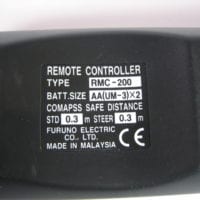 REMOTE CONTROLLER
TYPE RMC-200
BATT.SIZE AA(UM-3)×2
COMAPSS SAFE DISTANCE
STD 0.3 m STEER 0.3 m
FURUNO ELECTRIC
CO., LTD. CE
MADE IN MALAYSIA